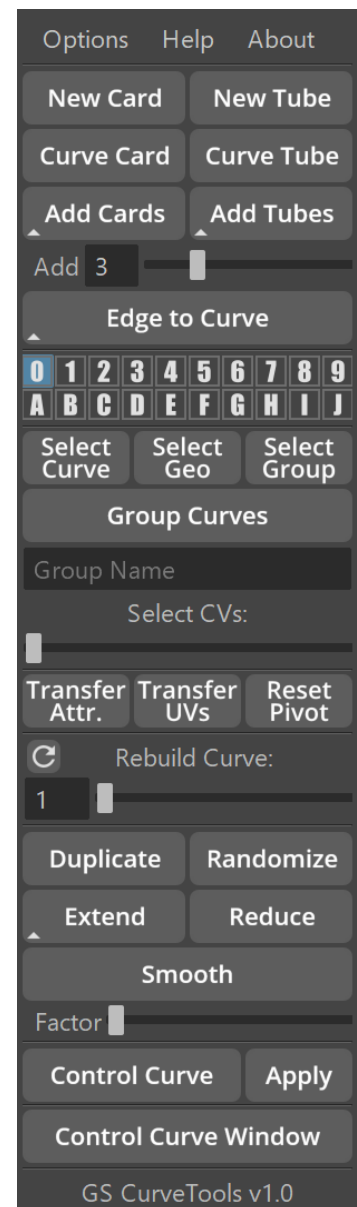 Options Help About
New Card New Tube
Curve Card Curve Tube
Add Cards Add Tubes
Add 3
Edge to Curve
0 1 2 3 4 5 6 7 8 9
A B C D E F G H I J
Select Curve Select Geo Select Group
Group Curves
Group Name
Select CVs:
Transfer Attr. Transfer UVs Reset Pivot
Rebuild Curve:
1
Duplicate Randomize
Extend Reduce
Smooth
Factor
Control Curve Apply
Control Curve Window
GS CurveTools v1.0